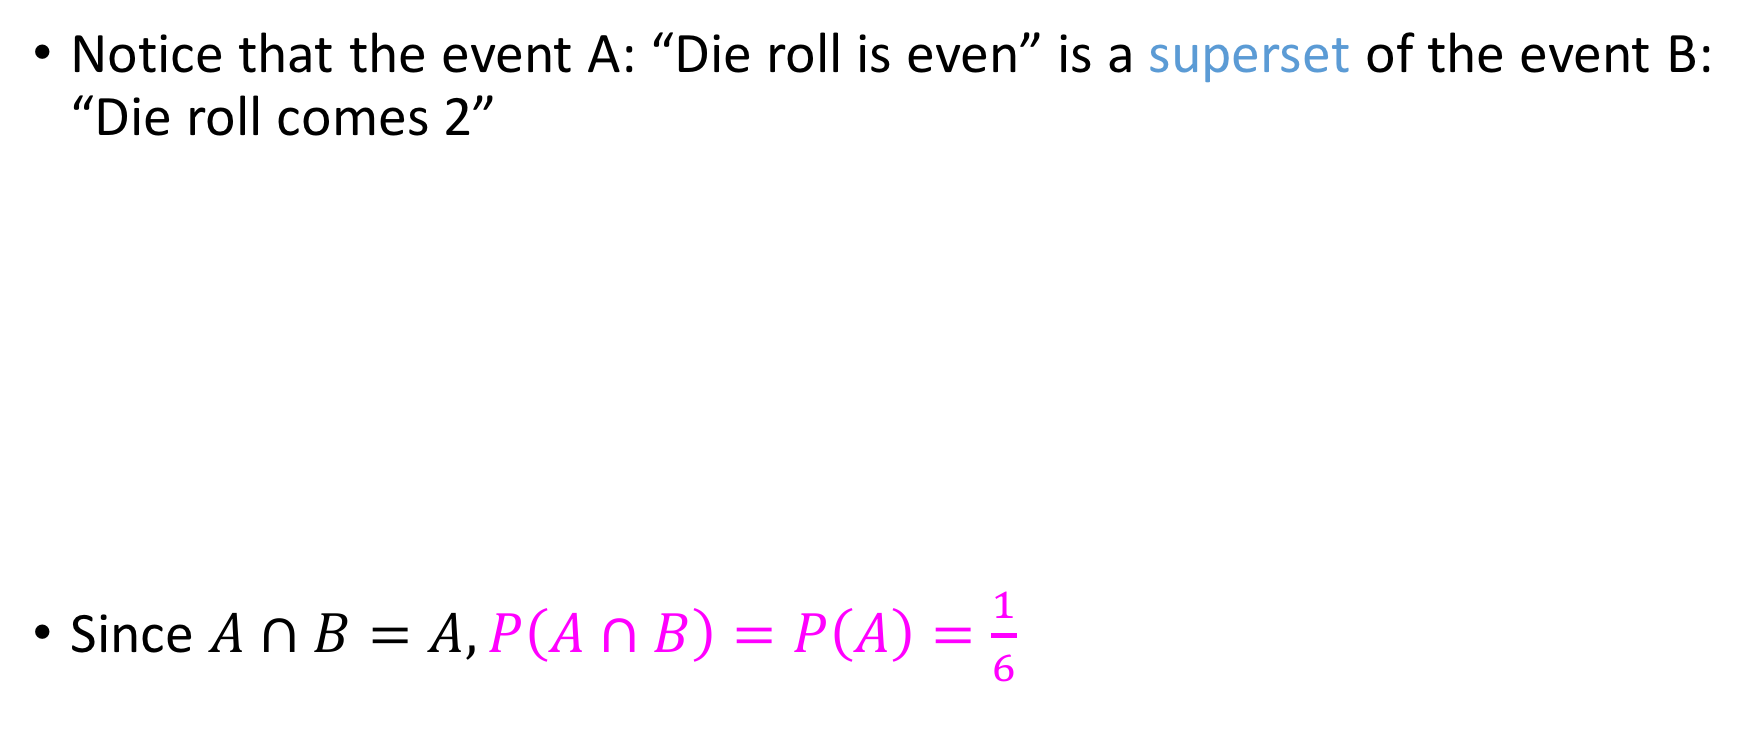 • Notice that the event A: “Die roll is even” is a superset of the event B:
“Die roll comes 2”
• Since 𝐴 ∩ 𝐵 = 𝐴, 𝑃(𝐴 ∩ 𝐵) = 𝑃(𝐴) = 1/6